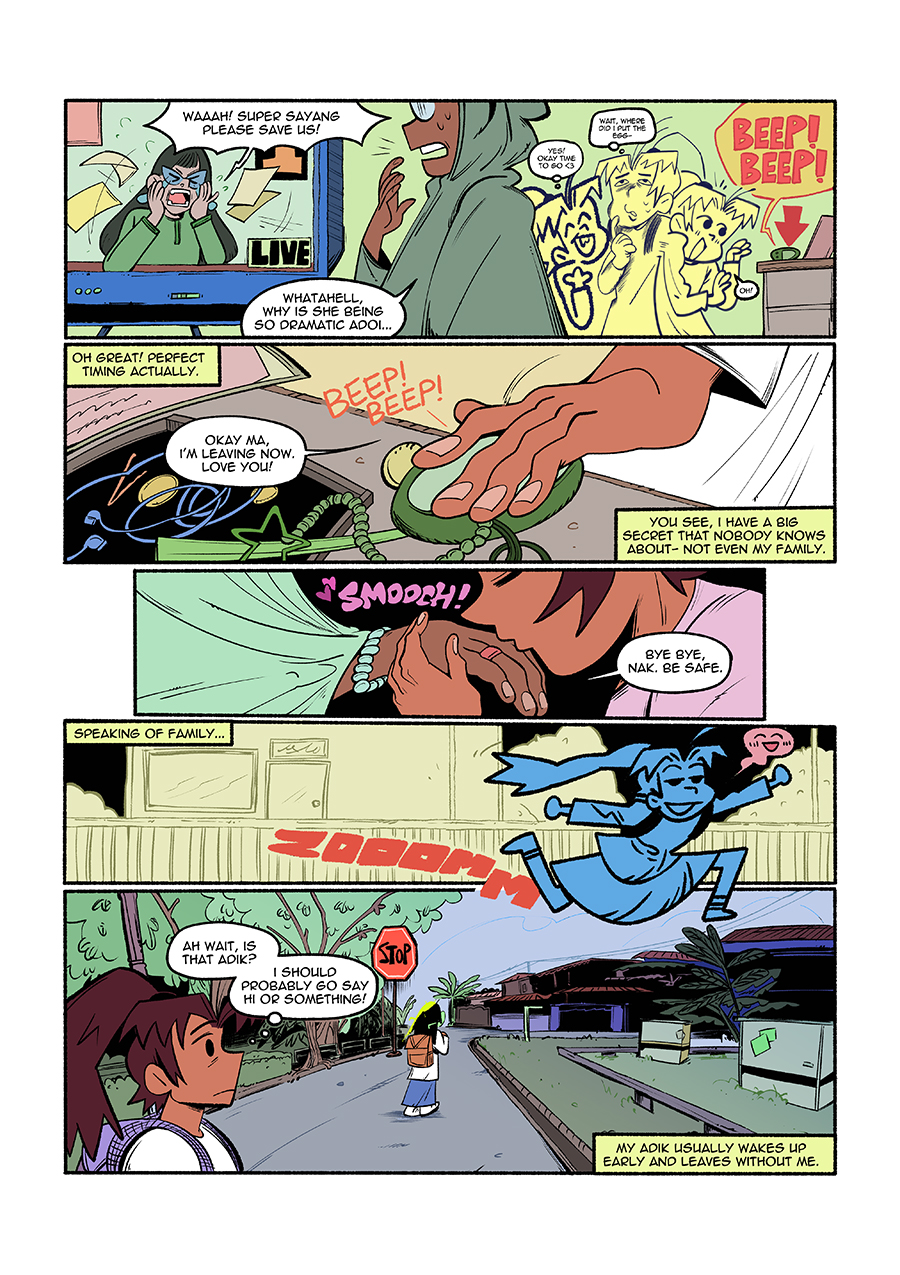 WAAAH! SUPER SAYANG
PLEASE SAVE US!
LIVE
WHATAHELL,
WHY IS SHE BEING
SO DRAMATIC ADOI...
YES!
OKAY TIME
TO GO <3
WAIT, WHERE
DID I PUT THE
EGG-
BEEP!
BEEP!
OH!
OH GREAT! PERFECT
TIMING ACTUALLY.
BEEP!
BEEP!
OKAY MA,
I'M LEAVING NOW.
LOVE YOU!
YOU SEE, I HAVE A BIG
SECRET THAT NOBODY KNOWS
ABOUT- NOT EVEN MY FAMILY.
SMOOCH!
BYE BYE,
NAK. BE SAFE.
SPEAKING OF FAMILY...
ZOOOMM
AH WAIT, IS
THAT ADIK?
I SHOULD
PROBABLY GO SAY
HI OR SOMETHING!
STOP
MY ADIK USUALLY WAKES UP
EARLY AND LEAVES WITHOUT ME.